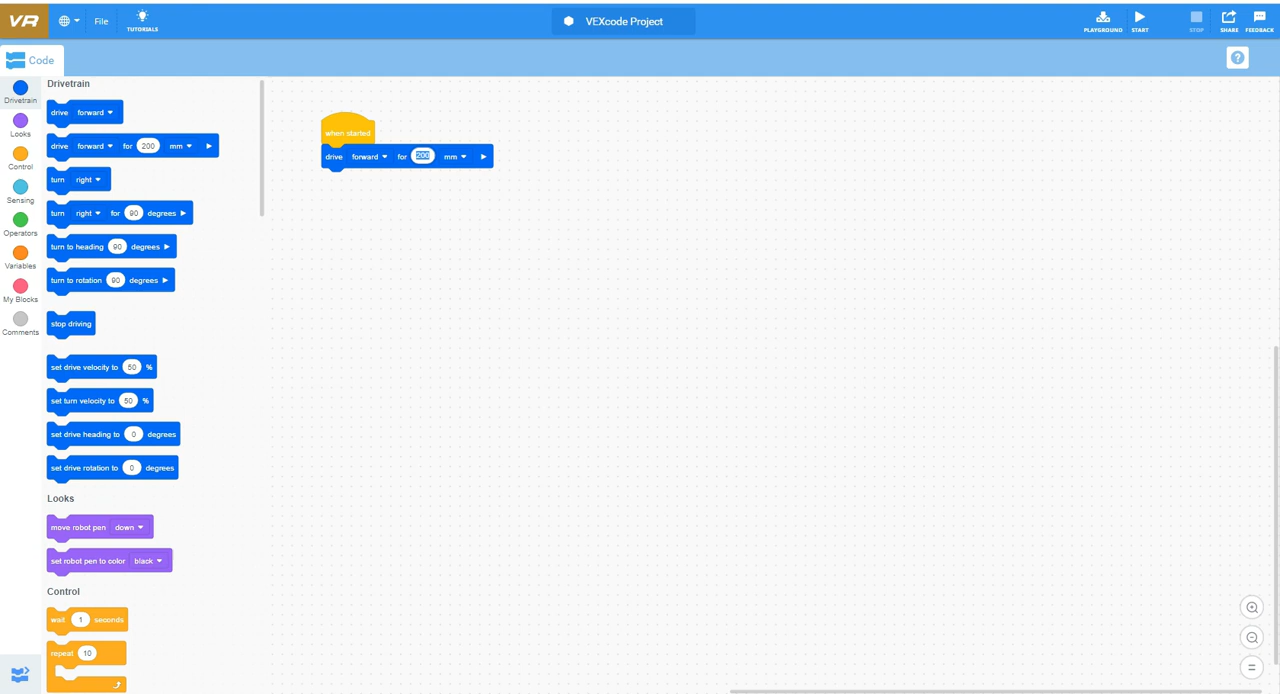 VR
File
TUTORIALS
VEXcode Project
PLAYGROUND
START
STOP
SHARE
FEEDBACK
Code
?
Drivetrain
Looks
Control
Sensing
Operators
Variables
My Blocks
Comments
Drivetrain
drive forward
drive forward for 200 mm
turn right
turn right for 90 degrees
turn to heading 90 degrees
turn to rotation 90 degrees
stop driving
set drive velocity to 50 %
set turn velocity to 50 %
set drive heading to 0 degrees
set drive rotation to 0 degrees
Looks
move robot pen down
set robot pen to color black
Control
wait 1 seconds
repeat 10
when started
drive forward for 200 mm